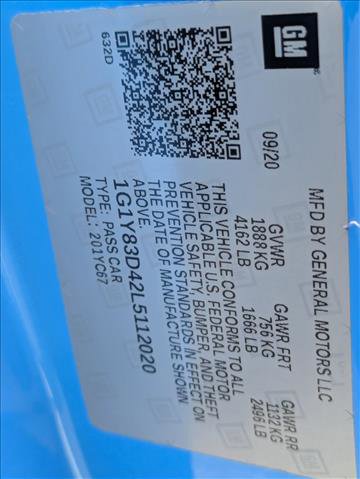 GM
MFD BY GENERAL MOTORS LLC
09/20 GVWR GAWR FRT GAWR RR
1888 KG 756 KG 1132 KG
4162 LB 1666 LB 2496 LB
THIS VEHICLE CONFORMS TO ALL
APPLICABLE U.S. FEDERAL MOTOR
VEHICLE SAFETY, BUMPER, AND THEFT
PREVENTION STANDARDS IN EFFECT ON
THE DATE OF MANUFACTURE SHOWN
ABOVE.
1G1Y83D42L5112020
TYPE: PASS CAR
MODEL: 201YC67
632D